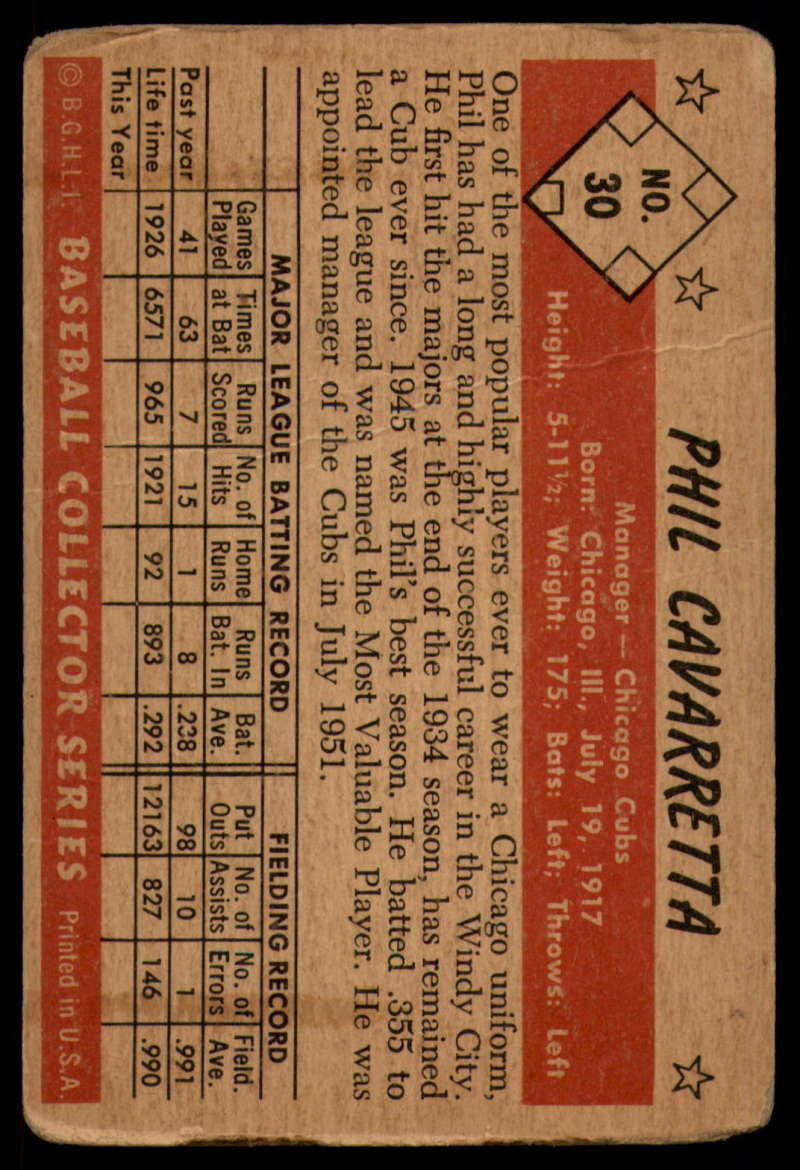 NO.
30
PHIL CAVARRETTA
Manager — Chicago Cubs
Born: Chicago, Ill., July 19, 1917
Height: 5-11½; Weight: 175; Bats: Left; Throws: Left
One of the most popular players ever to wear a Chicago uniform,
Phil has had a long and highly successful career in the Windy City.
He first hit the majors at the end of the 1934 season, has remained
a Cub ever since. 1945 was Phil's best season. He batted .355 to
lead the league and was named the Most Valuable Player. He was
appointed manager of the Cubs in July 1951.
MAJOR LEAGUE BATTING RECORD FIELDING RECORD
Games Times Runs No. of Home Runs Bat. Put No. of No. of Field.
Played at Bat Scored Hits Runs Bat. In Ave. Outs Assists Errors Ave.
Past year 41 63 7 15 1 8 .238 98 10 1 .991
Life time 1926 6571 965 1921 92 893 .292 12163 827 146 .990
This Year
© B.G.H.L.I. BASEBALL COLLECTOR SERIES Printed in U.S.A.